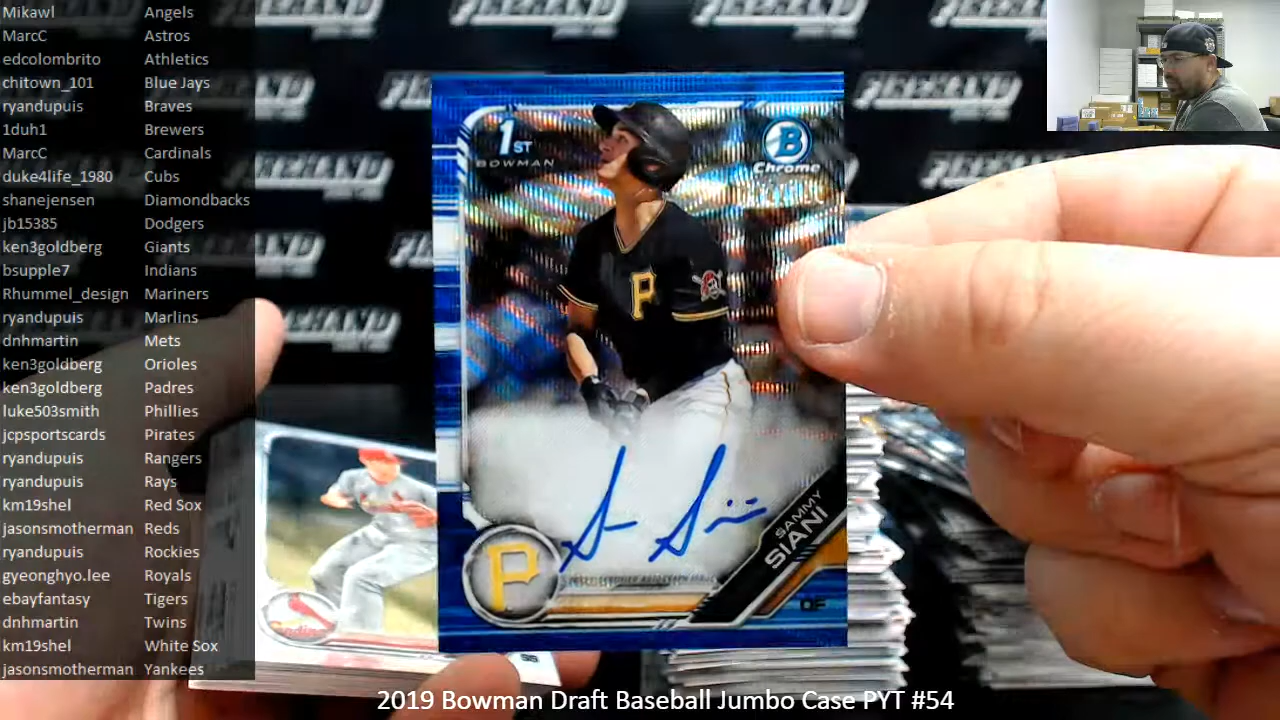 Mikawl Angels
MarcC Astros
edcolombrito Athletics
chitown_101 Blue Jays
ryandupuis Braves
1duh1 Brewers
MarcC Cardinals
duke4life_1980 Cubs
shanejensen Diamondbacks
jb15385 Dodgers
ken3goldberg Giants
bsupple7 Indians
Rhummel_design Mariners
ryandupuis Marlins
dnhmartin Mets
ken3goldberg Orioles
ken3goldberg Padres
luke503smith Phillies
jcpsportscards Pirates
ryandupuis Rangers
ryandupuis Rays
km19shel Red Sox
jasonsmotherman Reds
ryandupuis Rockies
gyeonghyo.lee Royals
ebayfantasy Tigers
dnhmartin Twins
km19shel White Sox
jasonsmotherman Yankees
FIREHAND
1ST
BOWMAN
B
Chrome
P
P
SAMMY
SIANI
OF
2019 Bowman Draft Baseball Jumbo Case PYT #54